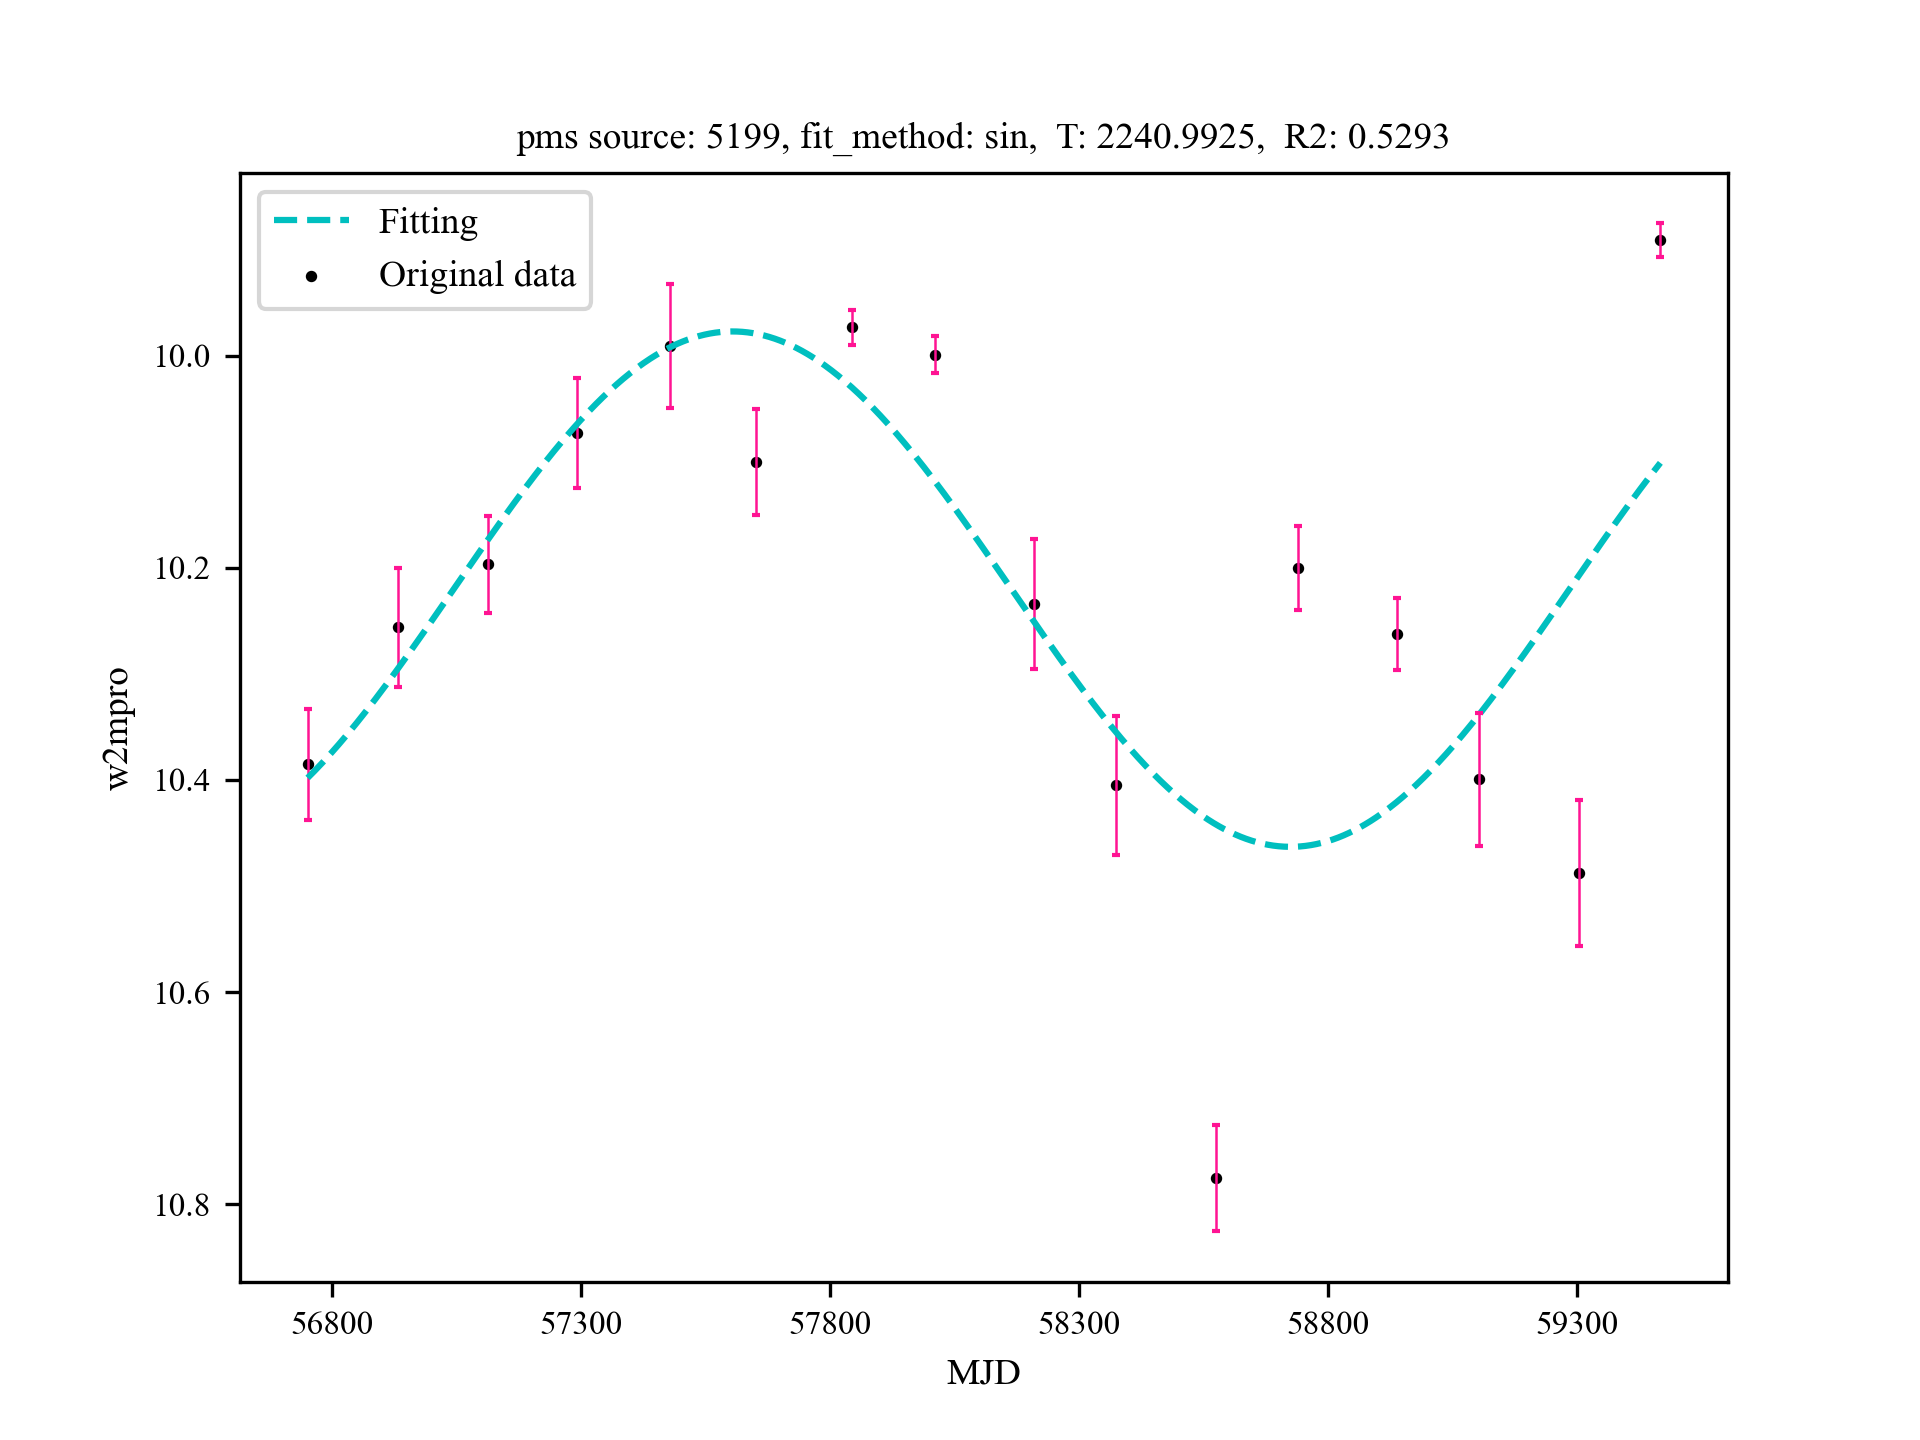 pms source: 5199, fit_method: sin,  T: 2240.9925,  R2: 0.5293
Fitting
Original data
10.0
10.2
10.4
10.6
10.8
w2mpro
56800
57300
57800
58300
58800
59300
MJD